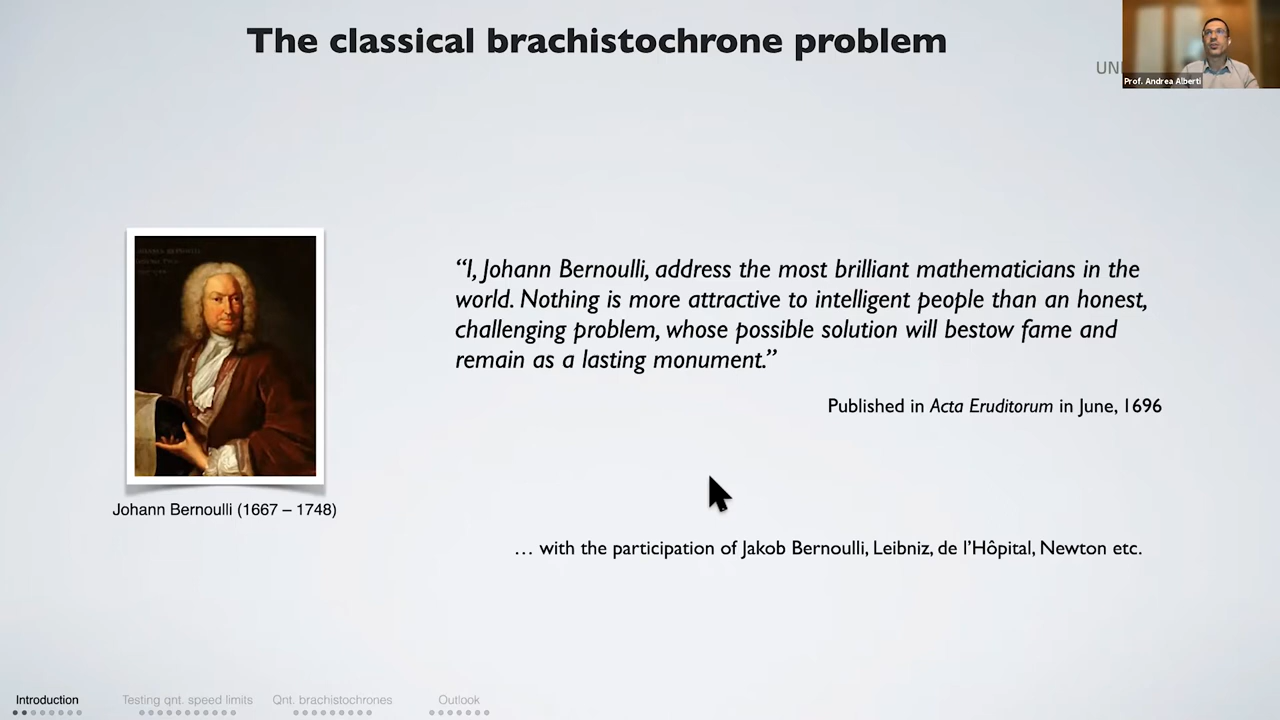 The classical brachistochrone problem
UNI
Prof. Andrea Alberti
“I, Johann Bernoulli, address the most brilliant mathematicians in the
world. Nothing is more attractive to intelligent people than an honest,
challenging problem, whose possible solution will bestow fame and
remain as a lasting monument.”
Published in Acta Eruditorum in June, 1696
Johann Bernoulli (1667 – 1748)
… with the participation of Jakob Bernoulli, Leibniz, de l’Hôpital, Newton etc.
Introduction Testing qnt. speed limits Qnt. brachistochrones Outlook